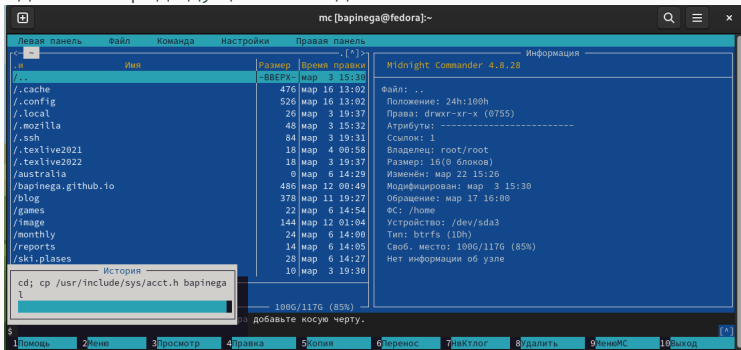 mc [bapinega@fedora]:~
Левая панель Файл Команда Настройки Правая панель
~ .[^]>
.и Имя Размер Время правки
/.. -ВВЕРХ- мар 3 15:30
/.cache 476 мар 16 13:02
/.config 526 мар 16 13:02
/.local 26 мар 3 19:37
/.mozilla 48 мар 3 15:32
/.ssh 84 мар 3 19:31
/.texlive2021 18 мар 4 00:58
/.texlive2022 18 мар 3 19:37
/australia 0 мар 6 14:29
/bapinega.github.io 486 мар 12 00:49
/blog 378 мар 11 19:27
/games 22 мар 6 14:54
/image 144 мар 12 01:04
/monthly 24 мар 6 14:00
/reports 14 мар 6 14:05
/ski.plases 28 мар 6 14:27
10 мар 3 19:30
100G/117G (85%)
Информация
Midnight Commander 4.8.28
Файл: ..
Положение: 24h:100h
Права: drwxr-xr-x (0755)
Атрибуты: -------------------------
Ссылок: 1
Владелец: root/root
Размер: 16(0 блоков)
Изменён: мар 22 15:26
Модифицирован: мар 3 15:30
Обращение: мар 17 16:00
ФС: /home
Устройство: /dev/sda3
Тип: btrfs (1Dh)
Своб. место: 100G/117G (85%)
Нет информации об узле
История
cd; cp /usr/include/sys/acct.h bapinega
l
добавьте косую черту.
$ [^]
1Помощь 2Меню 3Просмотр 4Правка 5Копия 6Перенос 7НвКтлог 8Удалить 9МенюМС 10Выход